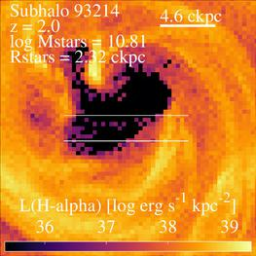 Subhalo 93214
4.6 ckpc
z = 2.0
log Mstars = 10.81
Rstars = 2.32 ckpc
L(H-alpha) [log erg s^-1 kpc^-2]
36 37 38 39